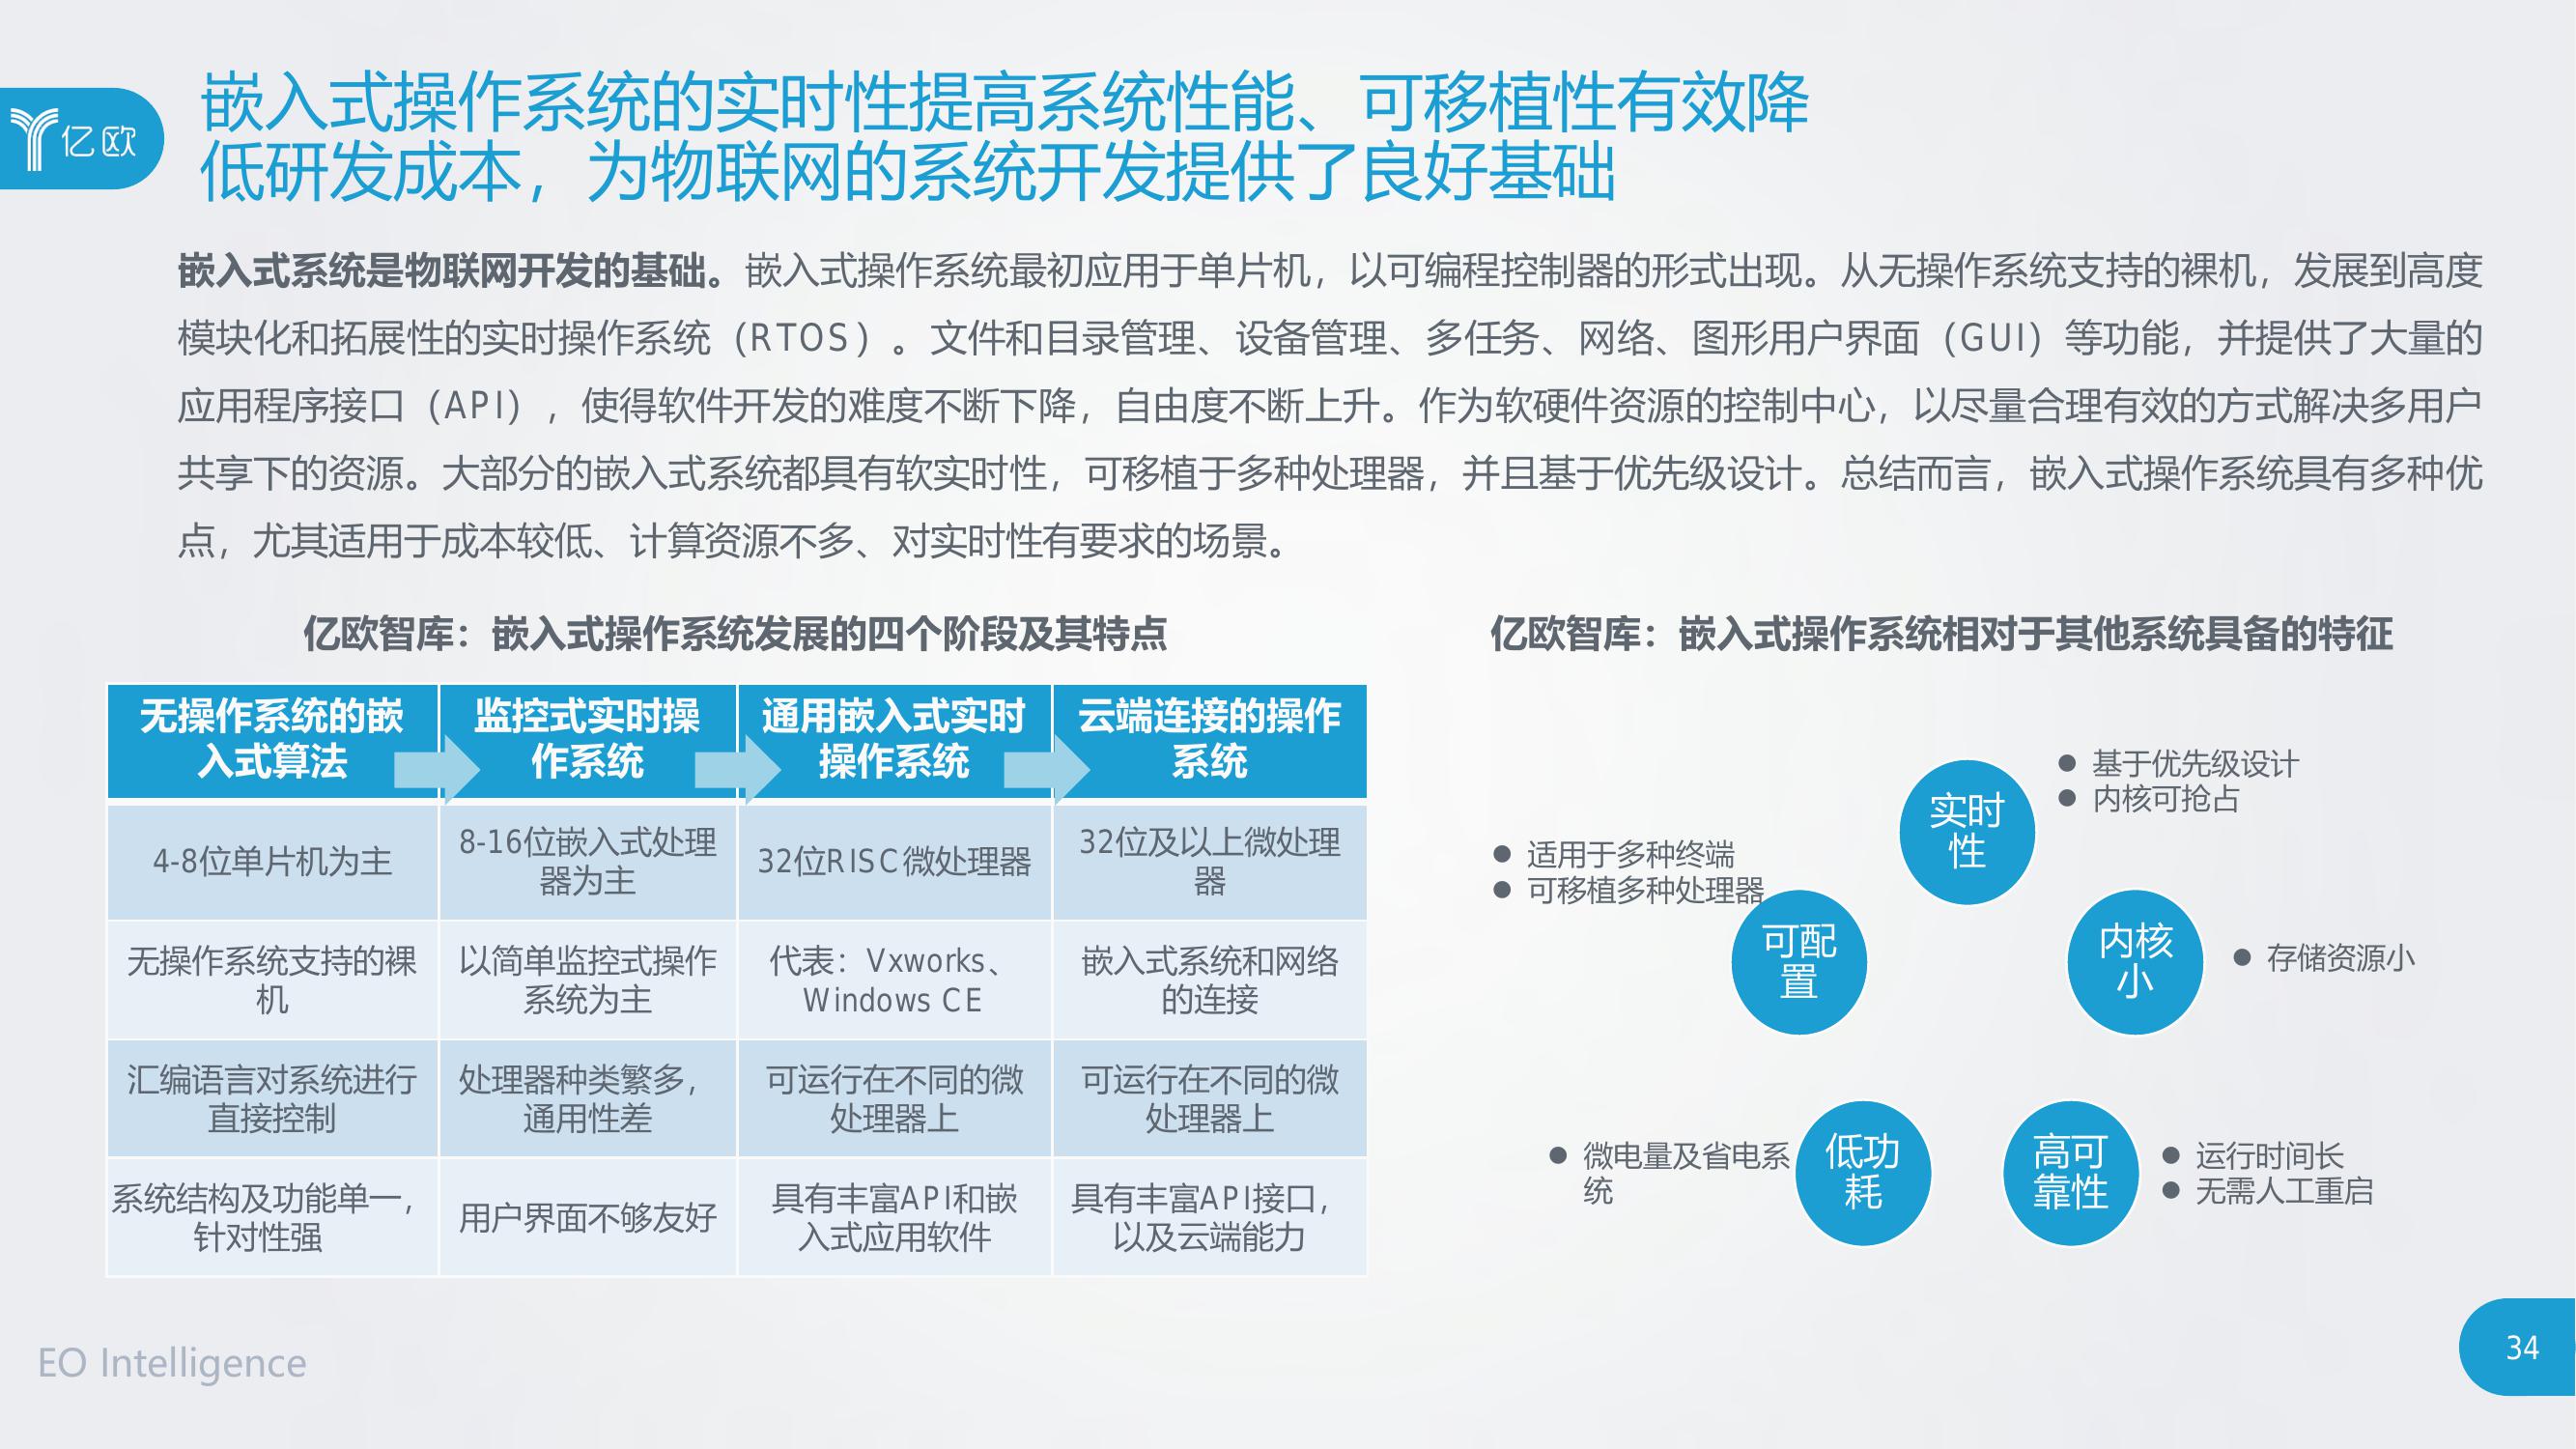 亿欧
嵌入式操作系统的实时性提高系统性能、可移植性有效降
低研发成本，为物联网的系统开发提供了良好基础
嵌入式系统是物联网开发的基础。嵌入式操作系统最初应用于单片机，以可编程控制器的形式出现。从无操作系统支持的裸机，发展到高度
模块化和拓展性的实时操作系统（RTOS）。文件和目录管理、设备管理、多任务、网络、图形用户界面（GUI）等功能，并提供了大量的
应用程序接口（API），使得软件开发的难度不断下降，自由度不断上升。作为软硬件资源的控制中心，以尽量合理有效的方式解决多用户
共享下的资源。大部分的嵌入式系统都具有软实时性，可移植于多种处理器，并且基于优先级设计。总结而言，嵌入式操作系统具有多种优
点，尤其适用于成本较低、计算资源不多、对实时性有要求的场景。
亿欧智库：嵌入式操作系统发展的四个阶段及其特点
无操作系统的嵌
入式算法
监控式实时操
作系统
通用嵌入式实时
操作系统
云端连接的操作
系统
4-8位单片机为主
8-16位嵌入式处理
器为主
32位RISC微处理器
32位及以上微处理
器
无操作系统支持的裸
机
以简单监控式操作
系统为主
代表：Vxworks、
Windows CE
嵌入式系统和网络
的连接
汇编语言对系统进行
直接控制
处理器种类繁多，
通用性差
可运行在不同的微
处理器上
可运行在不同的微
处理器上
系统结构及功能单一，
针对性强
用户界面不够友好
具有丰富API和嵌
入式应用软件
具有丰富API接口，
以及云端能力
亿欧智库：嵌入式操作系统相对于其他系统具备的特征
实时
性
● 基于优先级设计
● 内核可抢占
● 适用于多种终端
● 可移植多种处理器
可配
置
内核
小
● 存储资源小
● 微电量及省电系
统
低功
耗
高可
靠性
● 运行时间长
● 无需人工重启
EO Intelligence
34